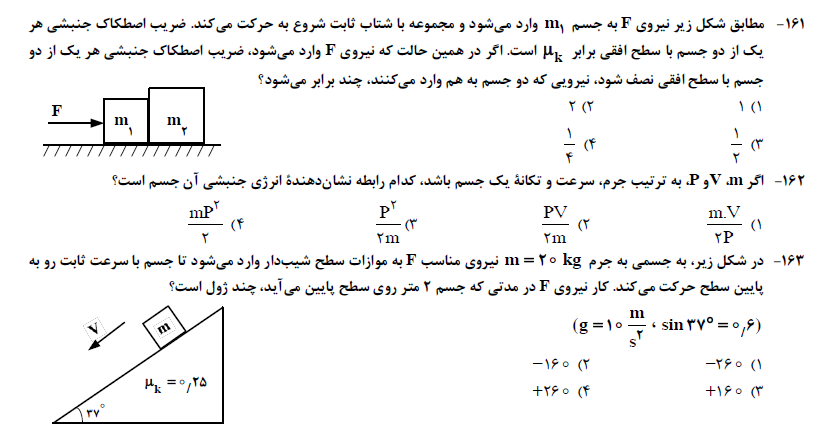 ۱۶۱- مطابق شکل زیر نیروی F به جسم m₁ وارد می‌شود و مجموعه با شتاب ثابت شروع به حرکت می‌کند. ضریب اصطکاک جنبشی هر
یک از دو جسم با سطح افقی برابر μₖ است. اگر در همین حالت که نیروی F وارد می‌شود، ضریب اصطکاک جنبشی هر یک از دو
جسم با سطح افقی نصف شود، نیرویی که دو جسم به هم وارد می‌کنند، چند برابر می‌شود؟
۱) ۱ ۲) ۲
۳) ۱/۲ ۴) ۱/۴
F m₁ m₂
۱۶۲- اگر m، V و P، به ترتیب جرم، سرعت و تکانهٔ یک جسم باشد، کدام رابطه نشان‌دهندهٔ انرژی جنبشی آن جسم است؟
۱) m.V/۲P ۲) PV/۲m ۳) P²/۲m ۴) mP²/۲
۱۶۳- در شکل زیر، به جسمی به جرم m = ۲۰ kg نیروی مناسب F به موازات سطح شیب‌دار وارد می‌شود تا جسم با سرعت ثابت رو به
پایین سطح حرکت می‌کند. کار نیروی F در مدتی که جسم ۲ متر روی سطح پایین می‌آید، چند ژول است؟
(g = ۱۰ m/s² ، sin ۳۷° = ۰/۶)
۱) −۲۶۰ ۲) −۱۶۰
۳) +۱۶۰ ۴) +۲۶۰
V m
μₖ = ۰/۲۵
۳۷°